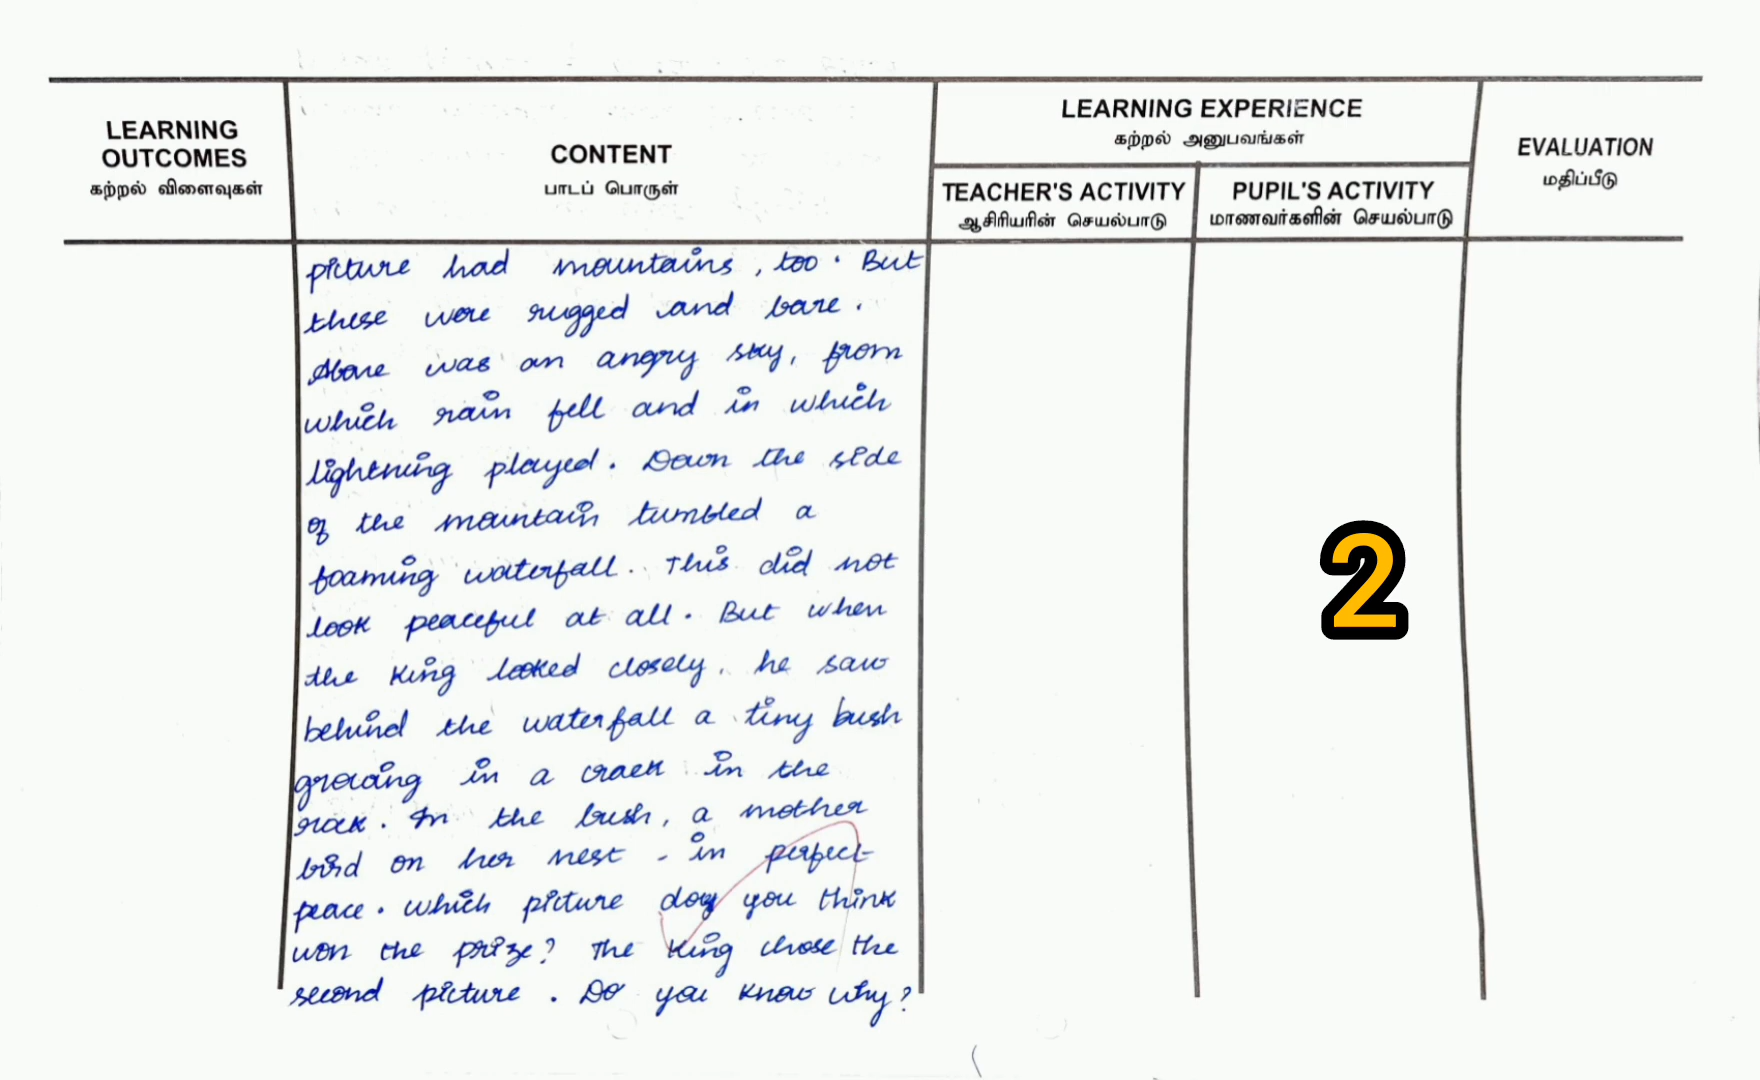 LEARNING
OUTCOMES
கற்றல் விளைவுகள்
CONTENT
பாடப் பொருள்
LEARNING EXPERIENCE
கற்றல் அனுபவங்கள்
TEACHER'S ACTIVITY
ஆசிரியரின் செயல்பாடு
PUPIL'S ACTIVITY
மாணவர்களின் செயல்பாடு
EVALUATION
மதிப்பீடு
picture had mountains, too. But
these were rugged and bare.
Above was an angry sky, from
which rain fell and in which
lightning played. Down the side
of the mountain tumbled a
foaming waterfall. This did not
look peaceful at all. But when
the King looked closely, he saw
behind the waterfall a tiny bush
growing in a crack in the
rock. In the bush, a mother
bird on her nest - in perfect
peace. which picture do you think
won the prize? The King chose the
second picture. Do you know why?
2